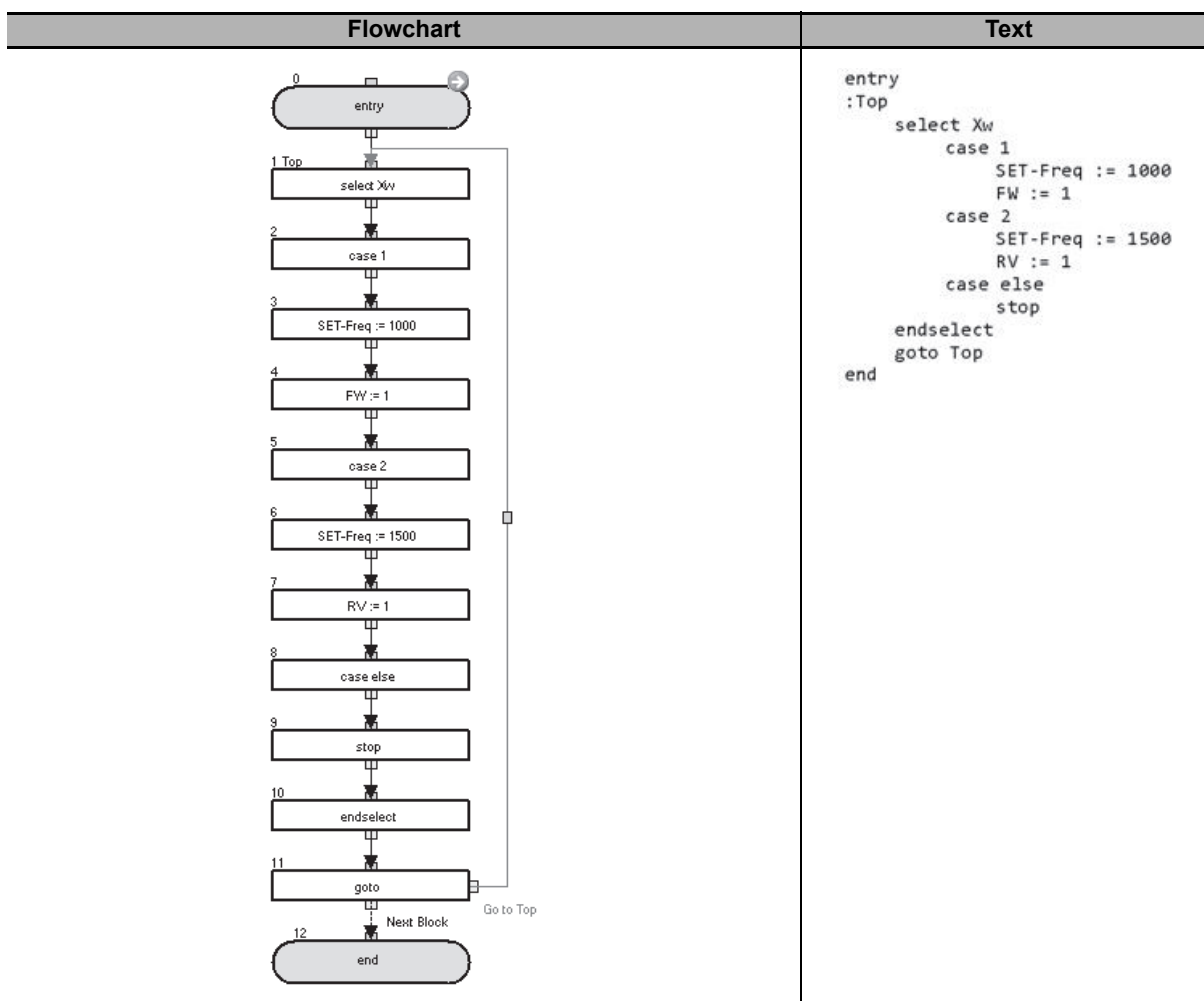 Flowchart
Text
0
entry
1 Top
select Xw
2
case 1
3
SET-Freq := 1000
4
FW := 1
5
case 2
6
SET-Freq := 1500
7
RV := 1
8
case else
9
stop
10
endselect
11
goto
Go to Top
Next Block
12
end
entry
:Top
select Xw
case 1
SET-Freq := 1000
FW := 1
case 2
SET-Freq := 1500
RV := 1
case else
stop
endselect
goto Top
end